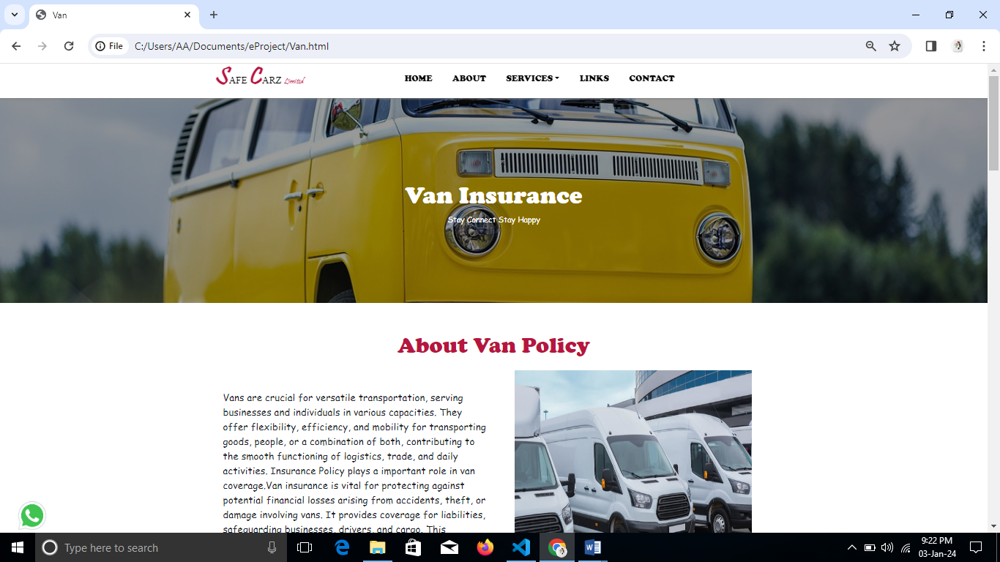 Van
File
C:/Users/AA/Documents/eProject/Van.html
SAFE CARZ Limited
HOME ABOUT SERVICES LINKS CONTACT
Van Insurance
Stay Connect Stay Happy
About Van Policy
Vans are crucial for versatile transportation, serving
businesses and individuals in various capacities. They
offer flexibility, efficiency, and mobility for transporting
goods, people, or a combination of both, contributing to
the smooth functioning of logistics, trade, and daily
activities. Insurance Policy plays a important role in van
coverage.Van insurance is vital for protecting against
potential financial losses arising from accidents, theft, or
damage involving vans. It provides coverage for liabilities,
safeguarding businesses, drivers, and cargo. This
Type here to search
9:22 PM
03-Jan-24